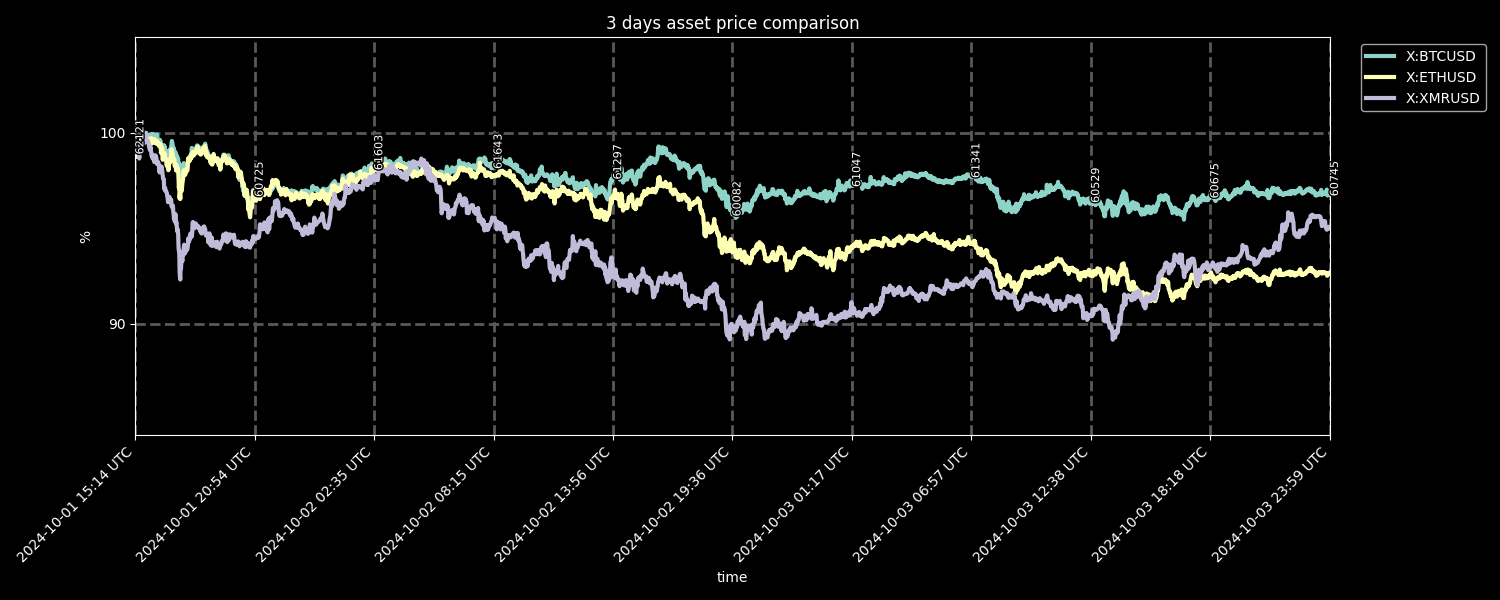 3 days asset price comparison
X:BTCUSD
X:ETHUSD
X:XMRUSD
100
90
%
62121
60725
61603
61643
61297
60082
61047
61341
60529
60675
60745
2024-10-01 15:14 UTC
2024-10-01 20:54 UTC
2024-10-02 02:35 UTC
2024-10-02 08:15 UTC
2024-10-02 13:56 UTC
2024-10-02 19:36 UTC
2024-10-03 01:17 UTC
2024-10-03 06:57 UTC
2024-10-03 12:38 UTC
2024-10-03 18:18 UTC
2024-10-03 23:59 UTC
time